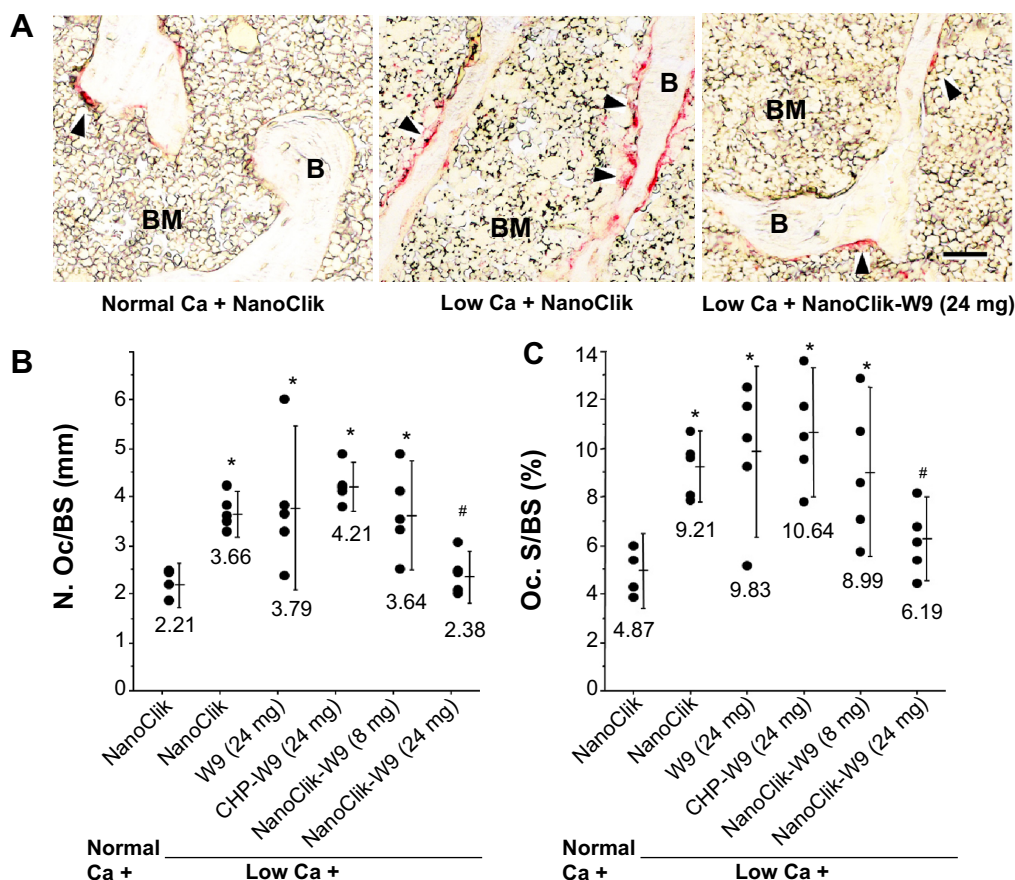 A
B
BM
B
BM
BM
B
Normal Ca + NanoClik
Low Ca + NanoClik
Low Ca + NanoClik-W9 (24 mg)
B
N. Oc/BS (mm)
7
6
5
4
3
2
1
0
2.21
*
3.66
*
3.79
*
4.21
*
3.64
#
2.38
NanoClik
NanoClik
W9 (24 mg)
CHP-W9 (24 mg)
NanoClik-W9 (8 mg)
NanoClik-W9 (24 mg)
Normal
Ca +
Low Ca +
C
Oc. S/BS (%)
14
12
10
8
6
4
2
0
4.87
*
9.21
*
9.83
*
10.64
*
8.99
#
6.19
NanoClik
NanoClik
W9 (24 mg)
CHP-W9 (24 mg)
NanoClik-W9 (8 mg)
NanoClik-W9 (24 mg)
Normal
Ca +
Low Ca +